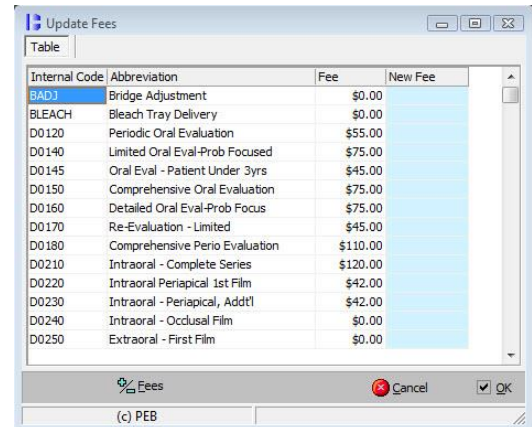 Update Fees
Table
Internal Code Abbreviation Fee New Fee
BADJ Bridge Adjustment $0.00
BLEACH Bleach Tray Delivery $0.00
D0120 Periodic Oral Evaluation $55.00
D0140 Limited Oral Eval-Prob Focused $75.00
D0145 Oral Eval - Patient Under 3yrs $45.00
D0150 Comprehensive Oral Evaluation $75.00
D0160 Detailed Oral Eval-Prob Focus $75.00
D0170 Re-Evaluation - Limited $45.00
D0180 Comprehensive Perio Evaluation $110.00
D0210 Intraoral - Complete Series $120.00
D0220 Intraoral Periapical 1st Film $42.00
D0230 Intraoral - Periapical, Addt'l $42.00
D0240 Intraoral - Occlusal Film $0.00
D0250 Extraoral - First Film $0.00
Fees Cancel OK
(c) PEB